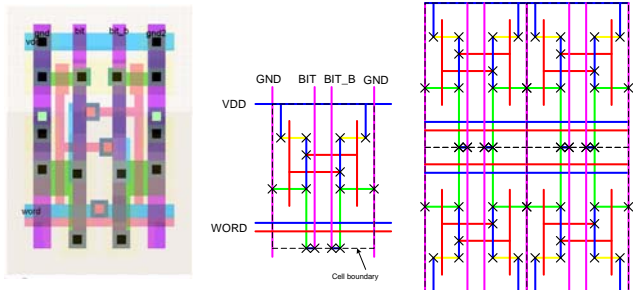 gnd bit bit_b gnd2
vdd
word
GND BIT BIT_B GND
VDD
WORD
Cell boundary